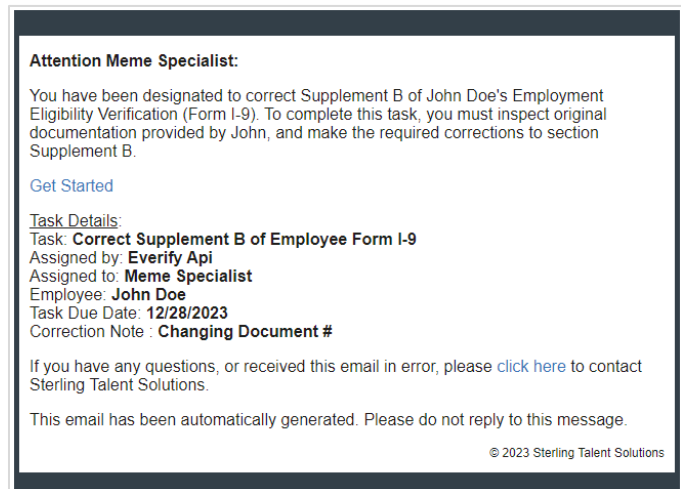 Attention Meme Specialist:
You have been designated to correct Supplement B of John Doe's Employment
Eligibility Verification (Form I-9). To complete this task, you must inspect original
documentation provided by John, and make the required corrections to section
Supplement B.
Get Started
Task Details:
Task: Correct Supplement B of Employee Form I-9
Assigned by: Everify Api
Assigned to: Meme Specialist
Employee: John Doe
Task Due Date: 12/28/2023
Correction Note : Changing Document #
If you have any questions, or received this email in error, please click here to contact
Sterling Talent Solutions.
This email has been automatically generated. Please do not reply to this message.
© 2023 Sterling Talent Solutions